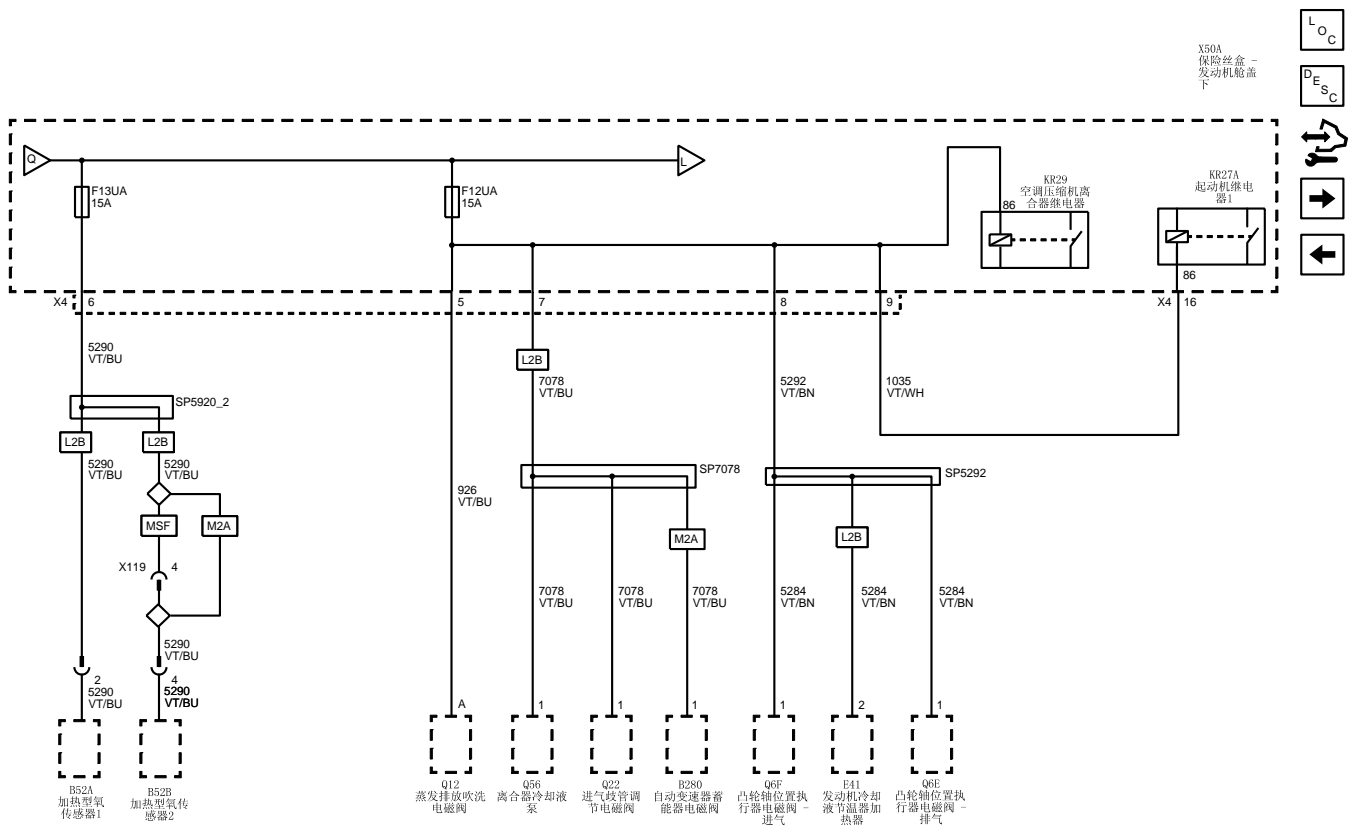 LOC
X50A
保险丝盒 -
发动机舱盖
下
DESC
Q
L
F13UA
15A
F12UA
15A
KR29
空调压缩机离
合器继电器
86
KR27A
起动机继电
器1
86
X4 6
5
7
8
9
X4 16
5290
VT/BU
L2B
7078
VT/BU
5292
VT/BN
1035
VT/WH
SP5920_2
L2B
L2B
5290
VT/BU
5290
VT/BU
SP7078
SP5292
926
VT/BU
MSF
M2A
M2A
L2B
X119 4
7078
VT/BU
7078
VT/BU
7078
VT/BU
5284
VT/BN
5284
VT/BN
5284
VT/BN
5290
VT/BU
2
4
5290
VT/BU
5290
VT/BU
A
1
1
1
1
2
1
B52A
加热型氧
传感器1
B52B
加热型氧传
感器2
Q12
蒸发排放吹洗
电磁阀
Q56
离合器冷却液
泵
Q22
进气歧管调
节电磁阀
B280
自动变速器蓄
能器电磁阀
Q6F
凸轮轴位置执
行器电磁阀 -
进气
E41
发动机冷却
液节温器加
热器
Q6E
凸轮轴位置执
行器电磁阀 -
排气